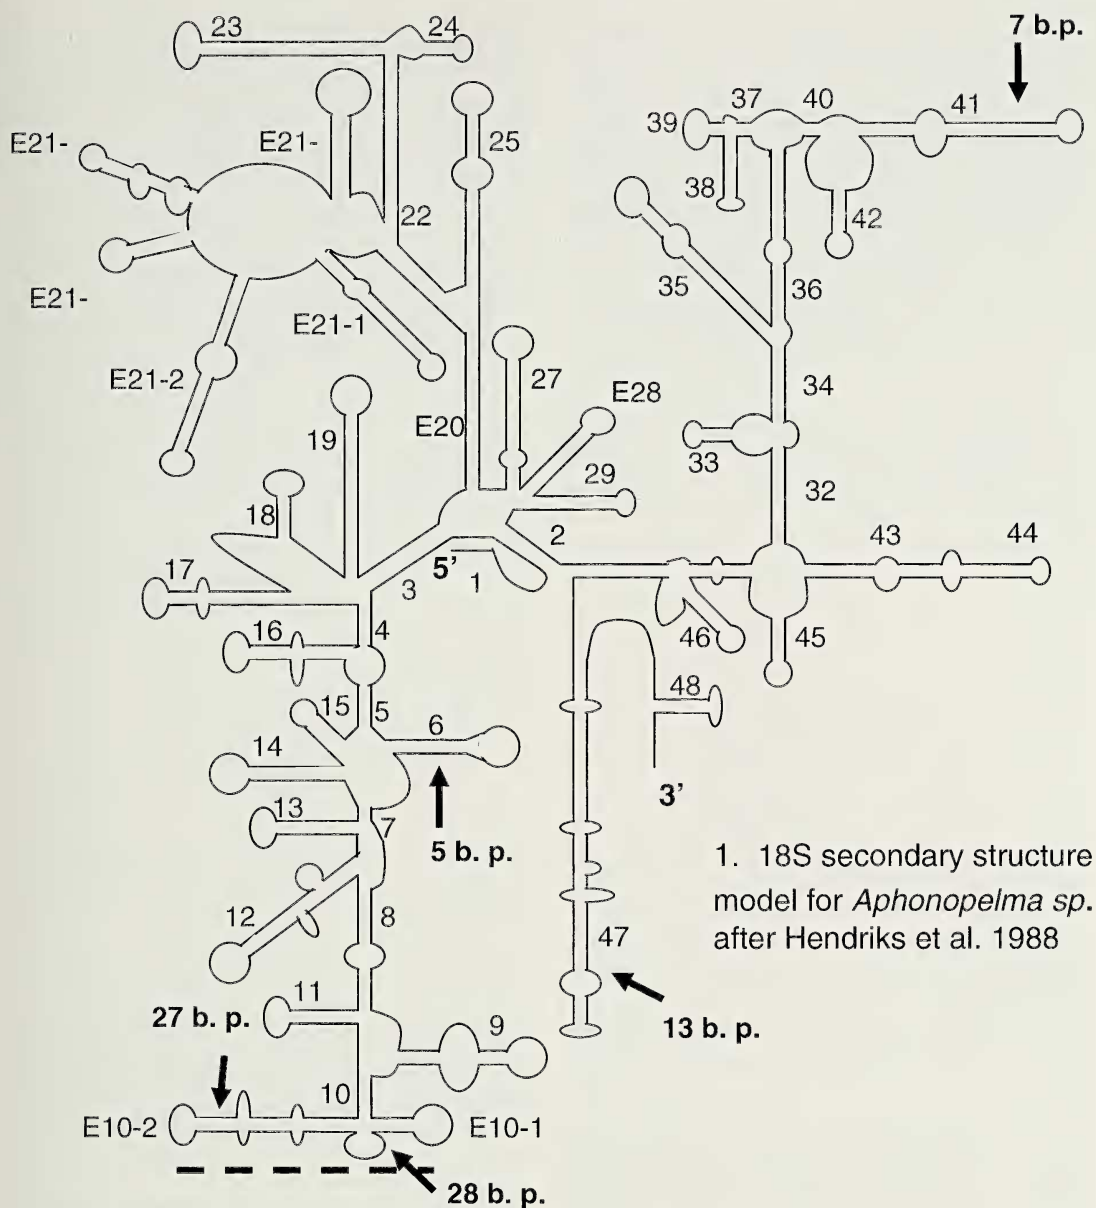 23
24
7 b.p.
37
40
41
39
38
42
E21-
E21-
25
22
35
36
E21-
E21-1
E21-2
27
E28
34
19
E20
33
29
32
18
2
43
44
17
5'
1
3
46
45
16
4
15
5
6
48
14
3'
13
7
5 b. p.
12
8
47
1. 18S secondary structure
model for Aphonopelma sp.
after Hendriks et al. 1988
11
9
27 b. p.
13 b. p.
10
E10-2
E10-1
28 b. p.